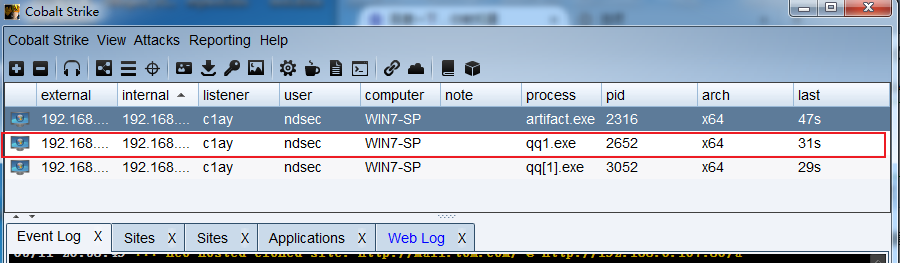 Cobalt Strike
Cobalt Strike View Attacks Reporting Help
external internal listener user computer note process pid arch last
192.168.... 192.168.... c1ay ndsec WIN7-SP artifact.exe 2316 x64 47s
192.168.... 192.168.... c1ay ndsec WIN7-SP qq1.exe 2652 x64 31s
192.168.... 192.168.... c1ay ndsec WIN7-SP qq[1].exe 3052 x64 29s
Event Log X Sites X Sites X Applications X Web Log X